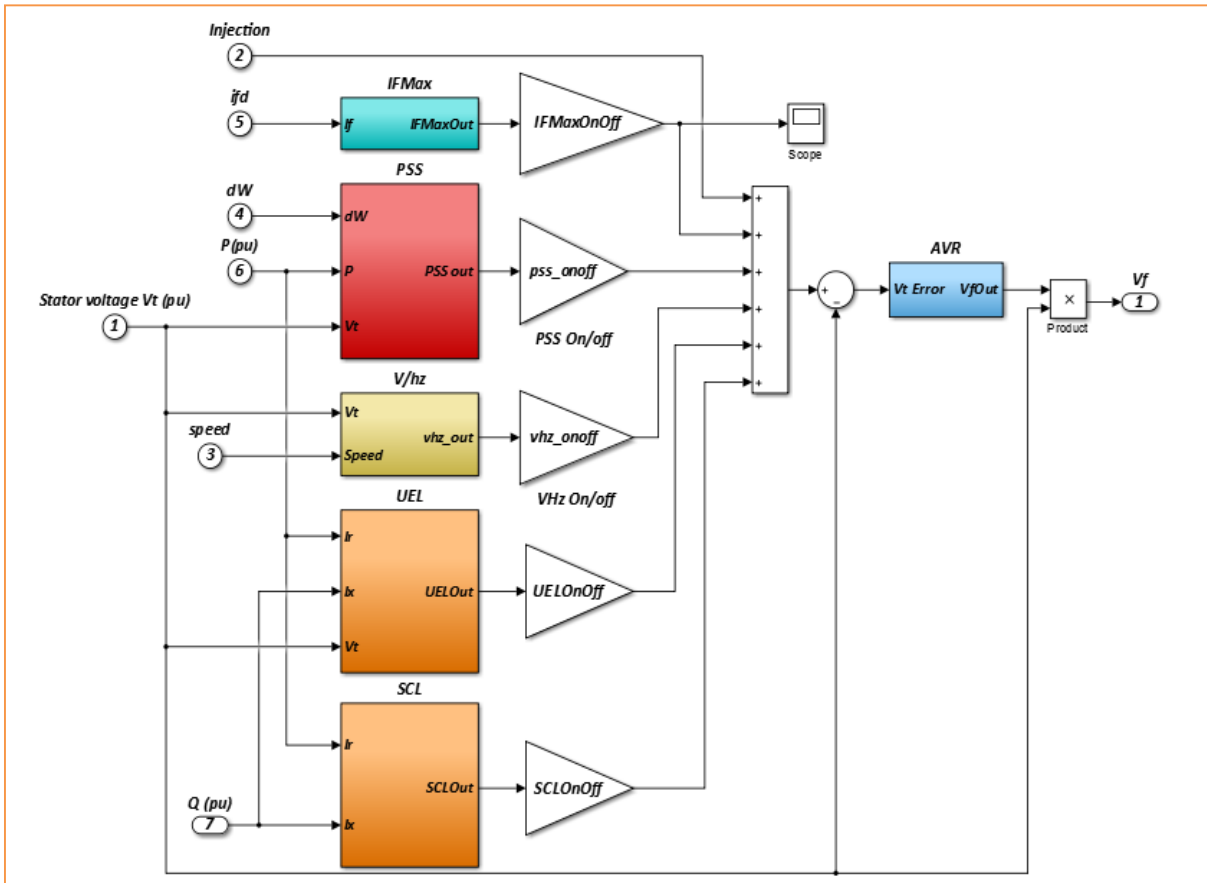 Injection
2
IFMax
ifd
5
If
IFMaxOut
IFMaxOnOff
Scope
PSS
dW
4
dW
P(pu)
6
P
PSS out
pss_onoff
Stator voltage Vt (pu)
1
Vt
PSS On/off
+
+
+
+
+
+
+
−
AVR
Vt Error
VfOut
×
Product
Vf
1
V/hz
Vt
speed
3
Speed
vhz_out
vhz_onoff
VHz On/off
UEL
Ir
Ix
UELOut
UELOnOff
Vt
SCL
Ir
SCLOut
SCLOnOff
Q (pu)
7
Ix